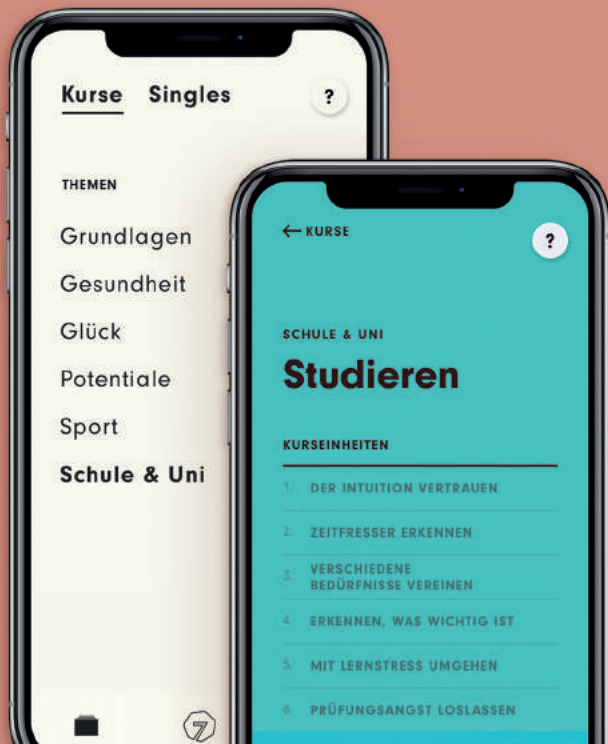 Kurse Singles ?
THEMEN
Grundlagen
Gesundheit
Glück
Potentiale
Sport
Schule & Uni
7
← KURSE ?
SCHULE & UNI
Studieren
KURSEINHEITEN
1. DER INTUITION VERTRAUEN
2. ZEITFRESSER ERKENNEN
3. VERSCHIEDENE
BEDÜRFNISSE VEREINEN
4. ERKENNEN, WAS WICHTIG IST
5. MIT LERNSTRESS UMGEHEN
6. PRÜFUNGSANGST LOSLASSEN